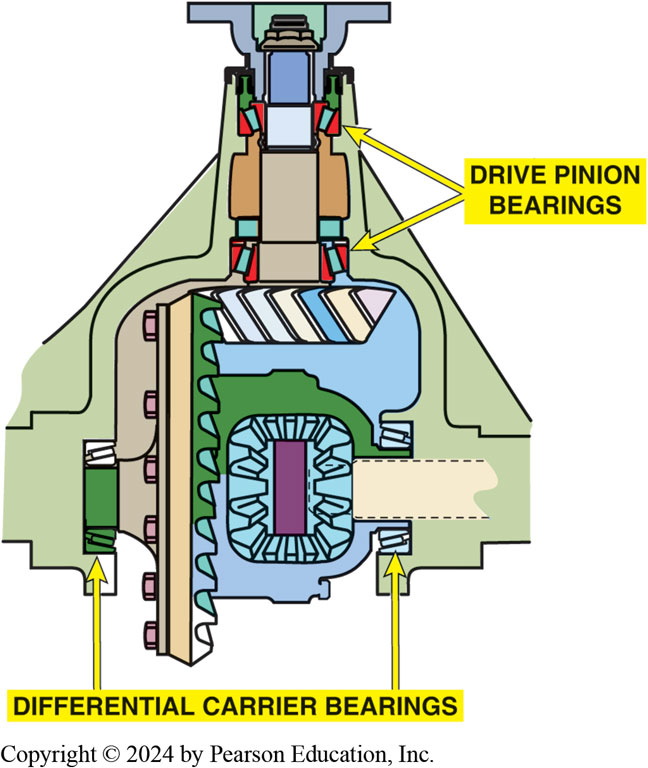 DRIVE PINION
BEARINGS
DIFFERENTIAL CARRIER BEARINGS
Copyright © 2024 by Pearson Education, Inc.